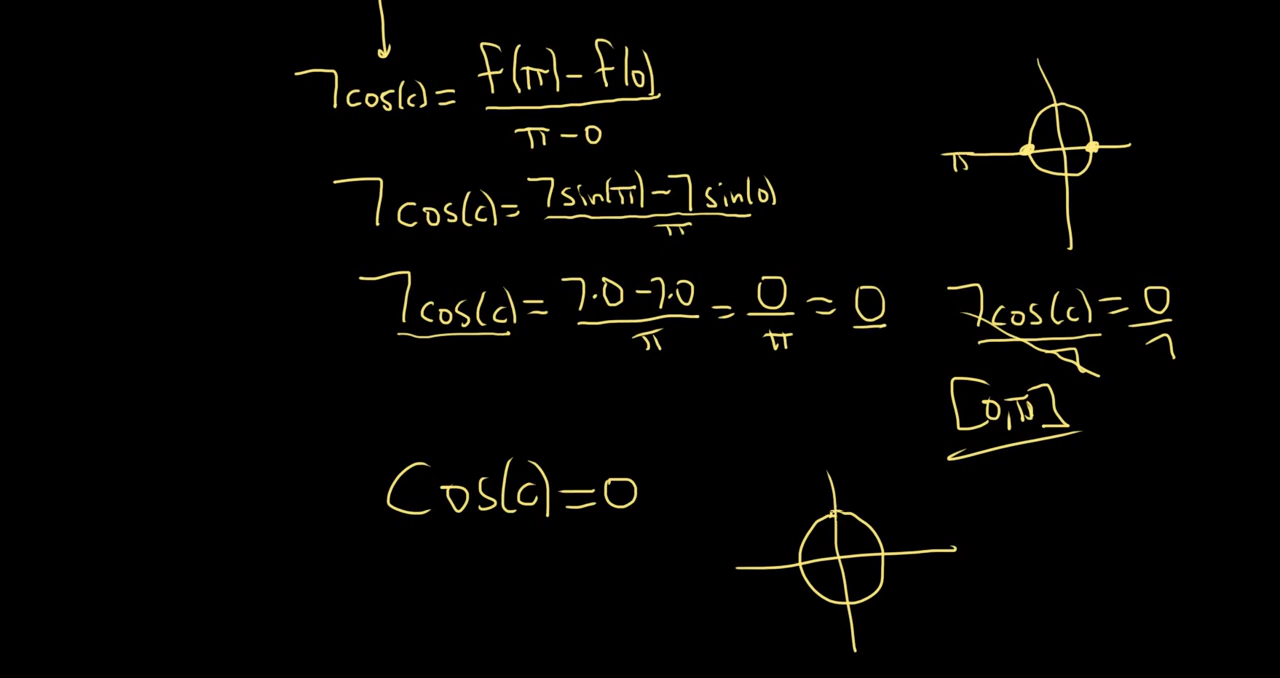 7cos(c) = f(π) - f(0) / π - 0
π
7cos(c) = 7sin(π) - 7sin(0) / π
7cos(c) = 7·0 - 7·0 / π = 0 / π = 0
7cos(c) / 7 = 0 / 7
[0,π]
Cos(c) = 0